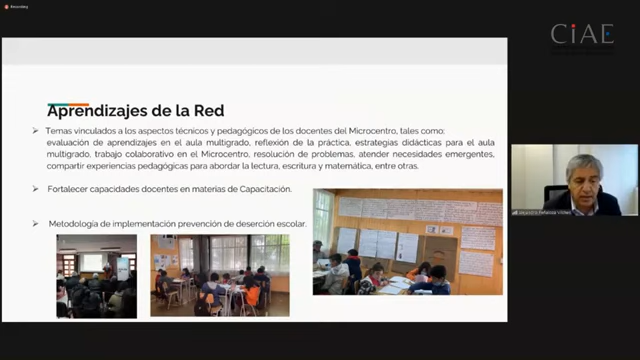 Recording
CiAE
Aprendizajes de la Red
➢ Temas vinculados a los aspectos técnicos y pedagógicos de los docentes del Microcentro, tales como:
evaluación de aprendizajes en el aula multigrado, reflexión de la práctica, estrategias didácticas para el aula
multigrado, trabajo colaborativo en el Microcentro, resolución de problemas, atender necesidades emergentes,
compartir experiencias pedagógicas para abordar la lectura, escritura y matemática, entre otras.
➢ Fortalecer capacidades docentes en materias de Capacitación.
➢ Metodología de implementación prevención de deserción escolar.